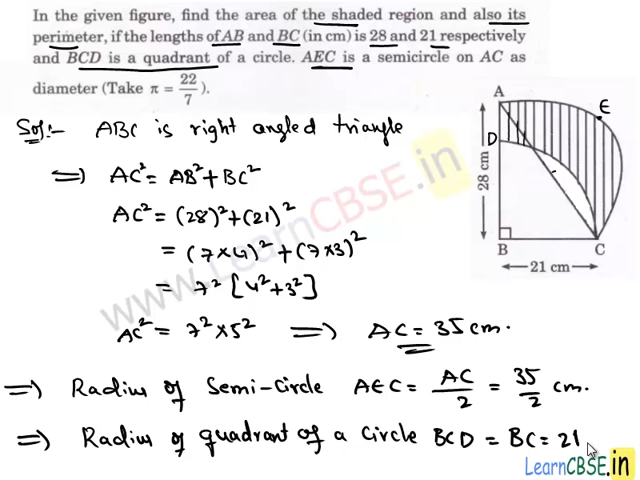 In the given figure, find the area of the shaded region and also its
perimeter, if the lengths of AB and BC (in cm) is 28 and 21 respectively
and BCD is a quadrant of a circle. AEC is a semicircle on AC as
diameter (Take π = 22/7).
Sol:- ABC is right angled triangle
⟹ AC² = AB² + BC²
AC² = (28)² + (21)²
= (7×4)² + (7×3)²
= 7² [4² + 3²]
AC² = 7² × 5² ⟹ AC = 35 cm.
⟹ Radius of Semi-Circle AEC = AC/2 = 35/2 cm.
⟹ Radius of quadrant of a circle BCD = BC = 21
A
E
D
28 cm
B
C
21 cm
www.LearnCBSE.in
LearnCBSE.in